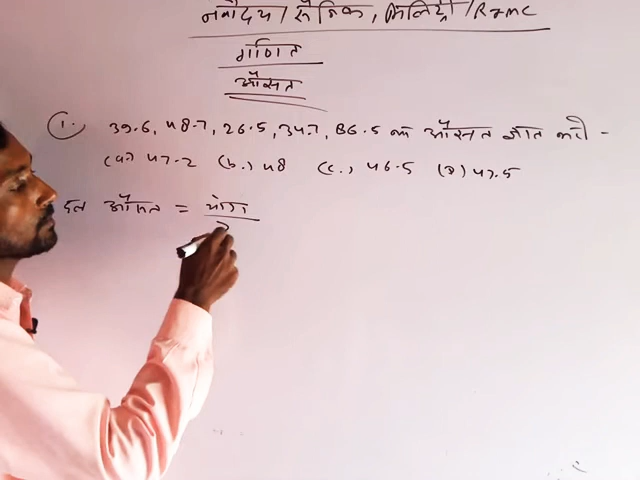 नवोदय/सैनिक, मिलिट्री/RIMC
गणित
औसत
1. 39.6, 48.7, 26.5, 34.7, 86.5 का औसत ज्ञात करो -
(a.) 47.2 (b.) 48 (c.) 46.5 (d) 47.5
हल औसत = योग